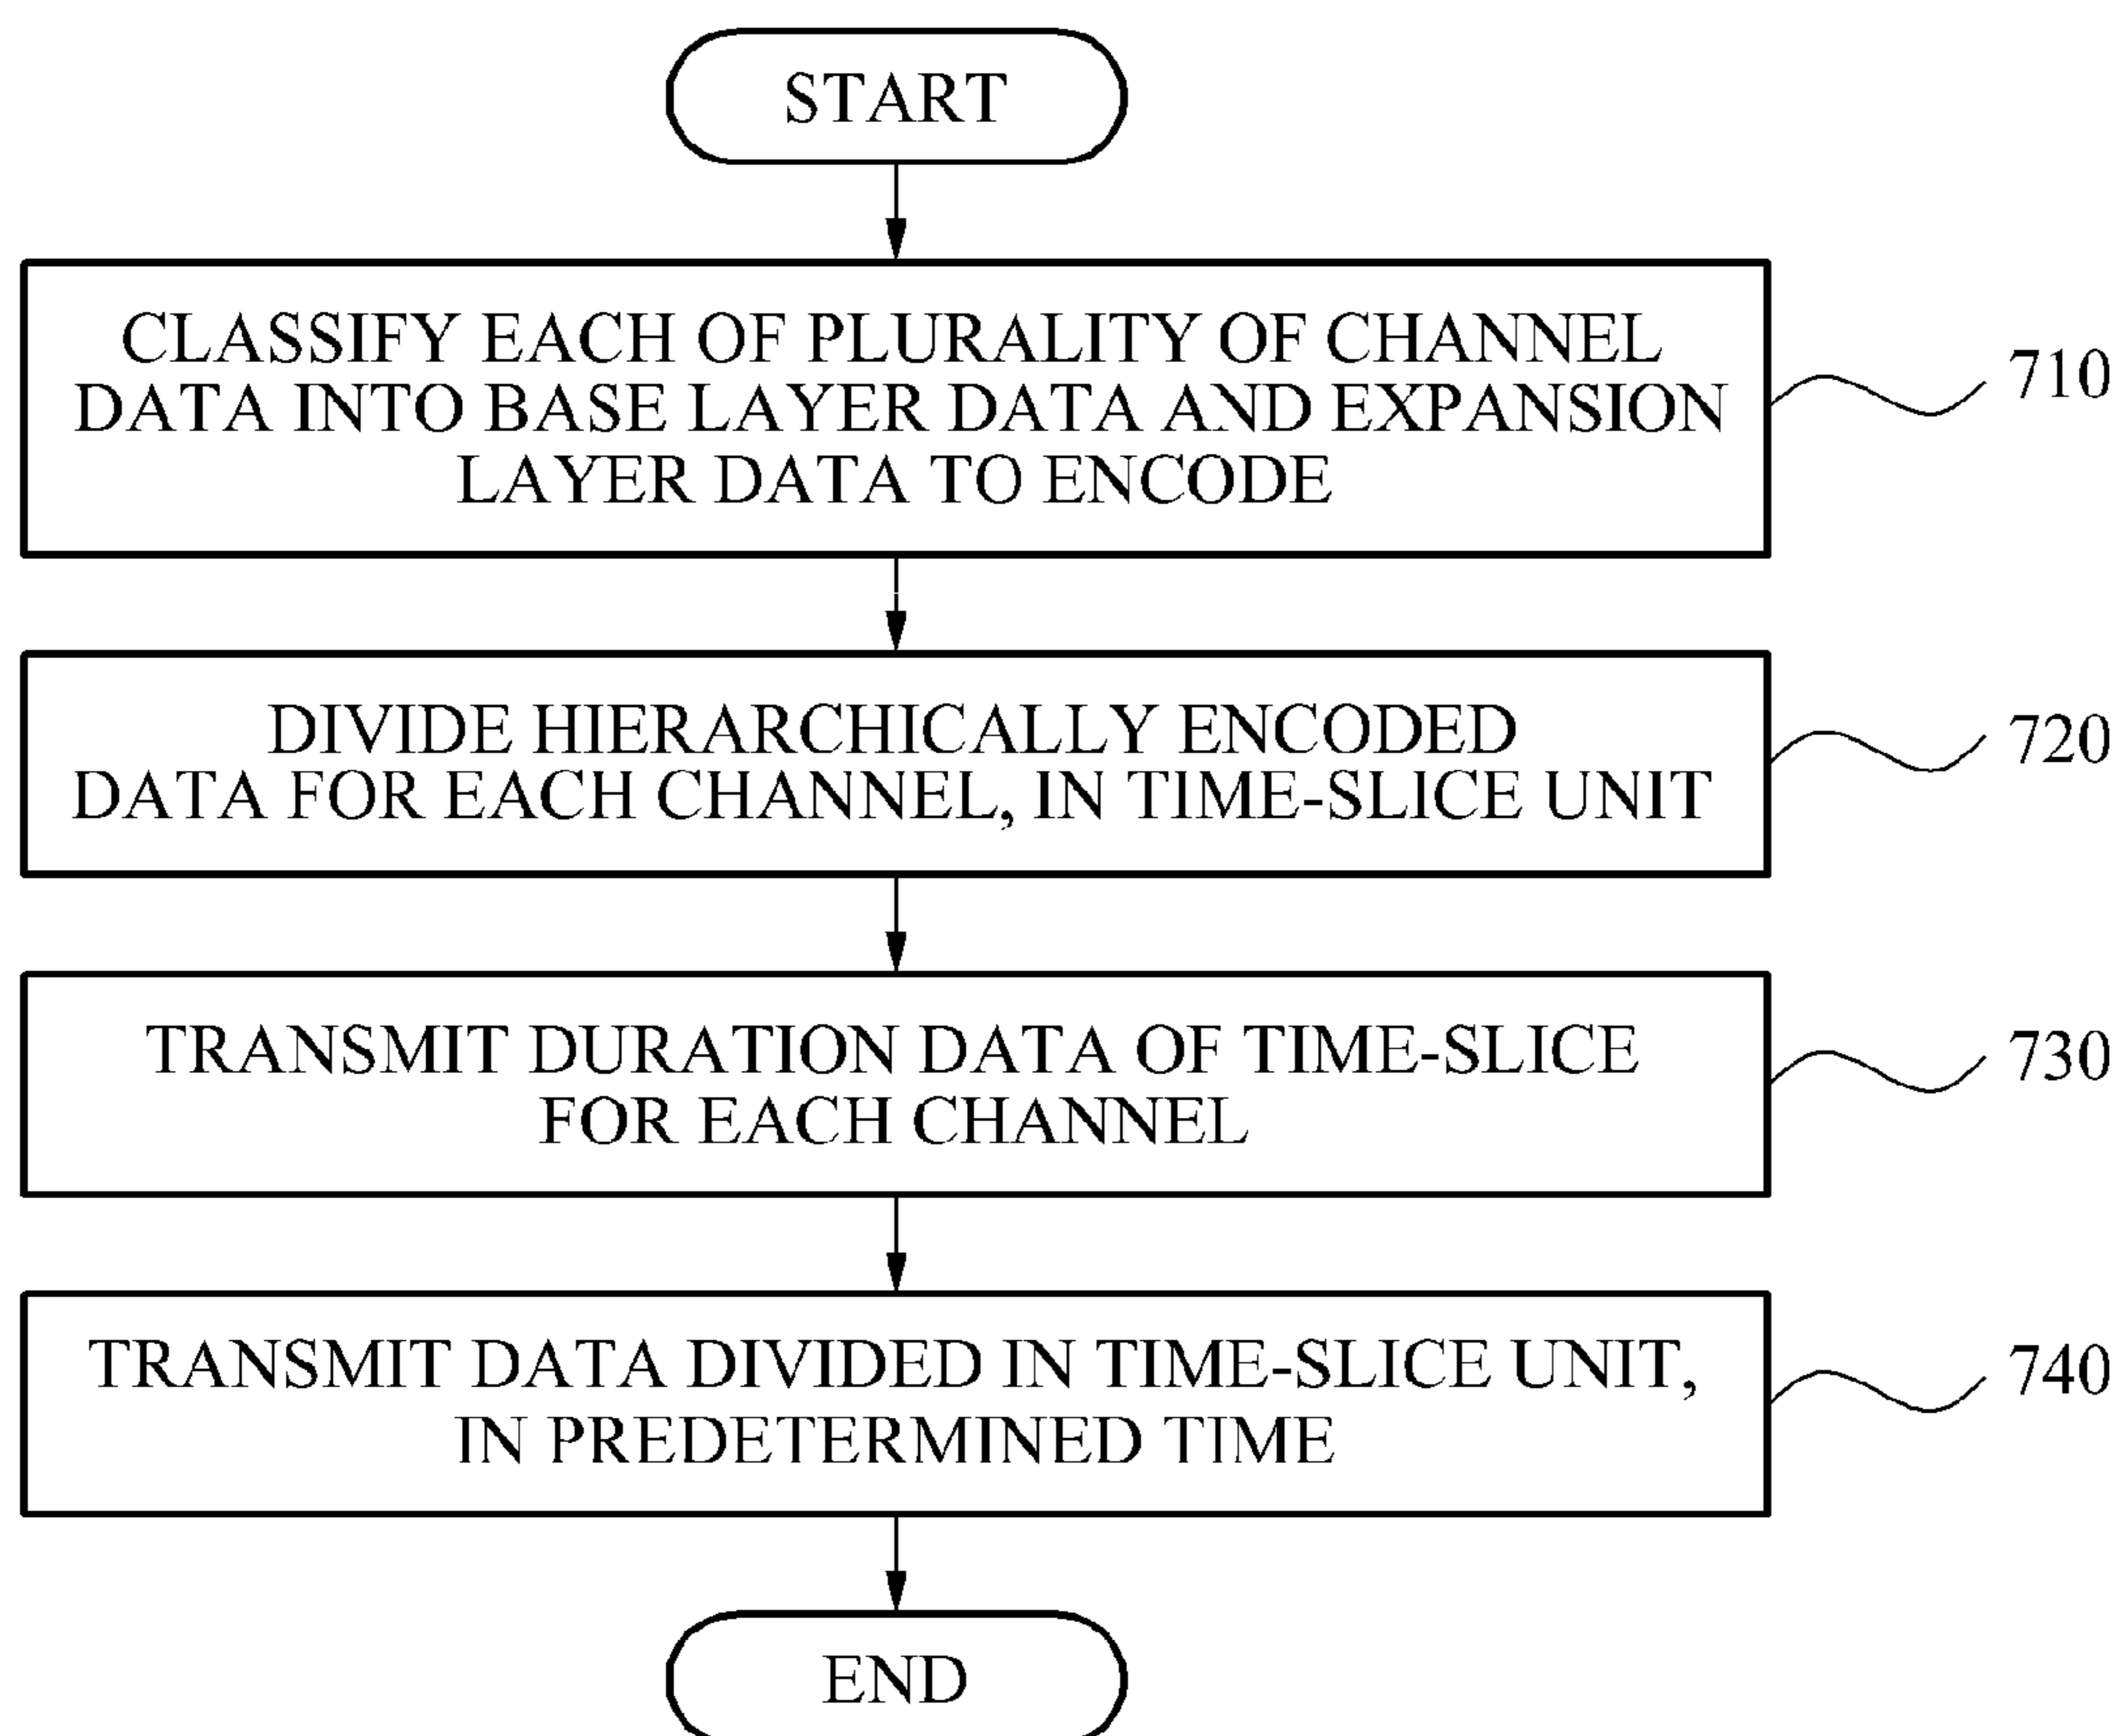 START
CLASSIFY EACH OF PLURALITY OF CHANNEL
DATA INTO BASE LAYER DATA AND EXPANSION
LAYER DATA TO ENCODE
710
DIVIDE HIERARCHICALLY ENCODED
DATA FOR EACH CHANNEL, IN TIME-SLICE UNIT
720
TRANSMIT DURATION DATA OF TIME-SLICE
FOR EACH CHANNEL
730
TRANSMIT DATA DIVIDED IN TIME-SLICE UNIT,
IN PREDETERMINED TIME
740
END